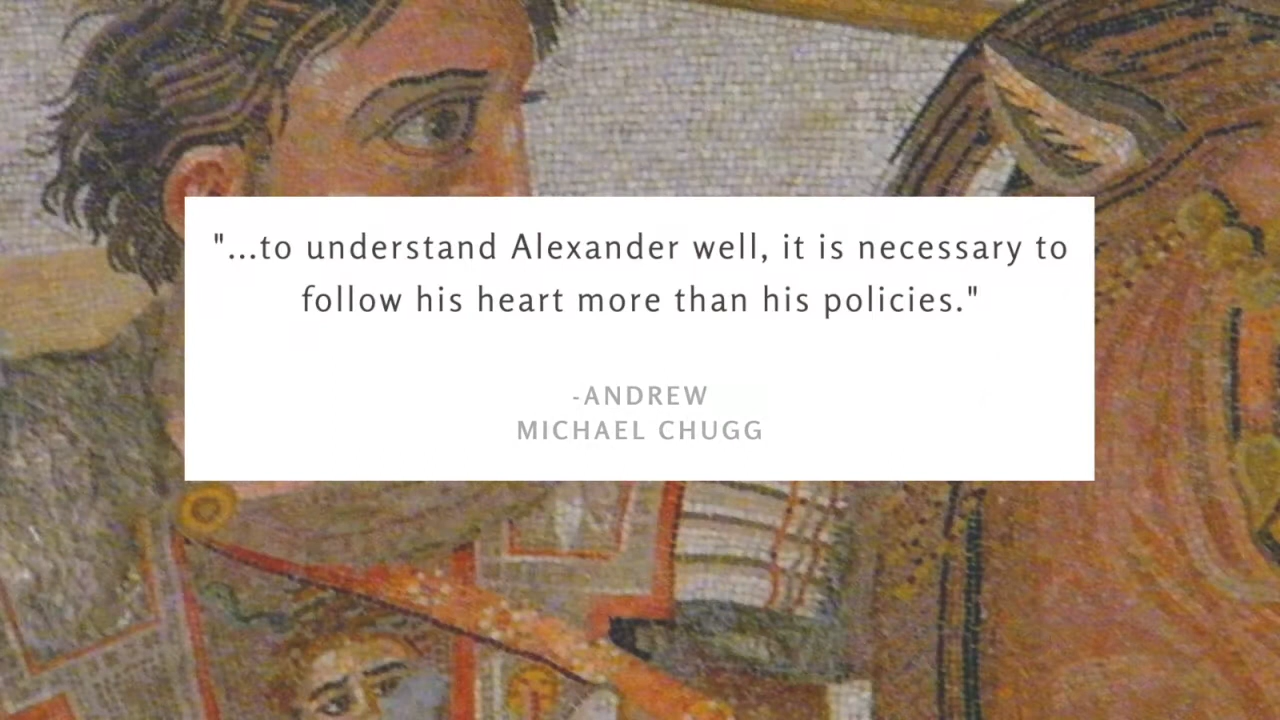 "...to understand Alexander well, it is necessary to
follow his heart more than his policies."
-ANDREW
MICHAEL CHUGG